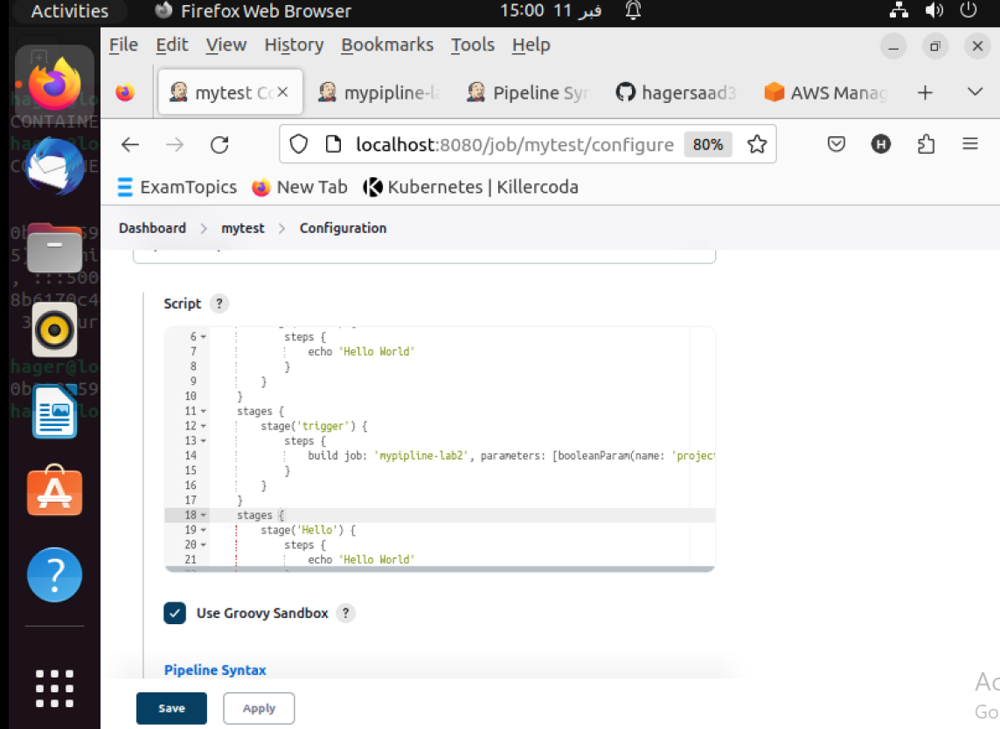 Activities Firefox Web Browser 15:00 11 فبر
File Edit View History Bookmarks Tools Help
mytest Co mypipline-la Pipeline Syn hagersaad3 AWS Manag
localhost:8080/job/mytest/configure 80% H
ExamTopics New Tab Kubernetes | Killercoda
Dashboard mytest Configuration
Script ?
6 steps {
7 echo 'Hello World'
8 }
9 }
10 }
11 stages {
12 stage('trigger') {
13 steps {
14 build job: 'mypipline-lab2', parameters: [booleanParam(name: 'project
15 }
16 }
17 }
18 stages {
19 stage('Hello') {
20 steps {
21 echo 'Hello World'
Use Groovy Sandbox ?
Pipeline Syntax
Save Apply
Ac
Go